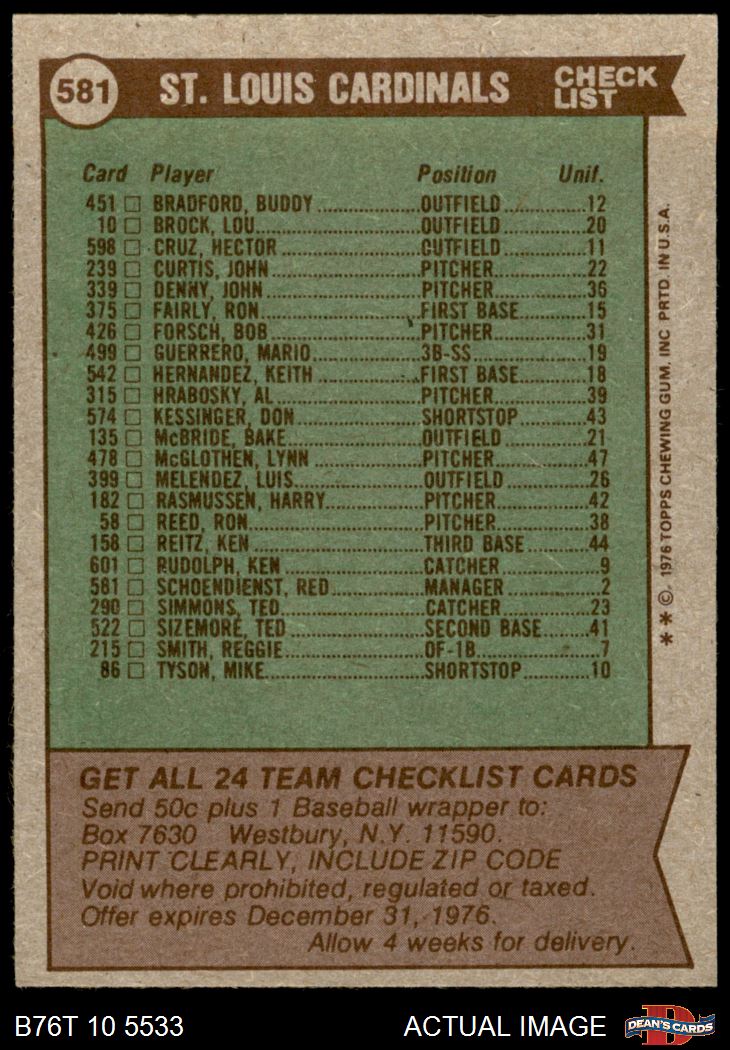 581 ST. LOUIS CARDINALS CHECK LIST
Card Player Position Unif.
451 BRADFORD, BUDDY OUTFIELD 12
10 BROCK, LOU OUTFIELD 20
598 CRUZ, HECTOR OUTFIELD 11
239 CURTIS, JOHN PITCHER 22
339 DENNY, JOHN PITCHER 36
375 FAIRLY, RON FIRST BASE 15
426 FORSCH, BOB PITCHER 31
499 GUERRERO, MARIO 3B-SS 19
542 HERNANDEZ, KEITH FIRST BASE 18
315 HRABOSKY, AL PITCHER 39
574 KESSINGER, DON SHORTSTOP 43
135 McBRIDE, BAKE OUTFIELD 21
478 McGLOTHEN, LYNN PITCHER 47
399 MELENDEZ, LUIS OUTFIELD 26
182 RASMUSSEN, HARRY PITCHER 42
58 REED, RON PITCHER 38
158 REITZ, KEN THIRD BASE 44
601 RUDOLPH, KEN CATCHER 9
581 SCHOENDIENST, RED MANAGER 2
290 SIMMONS, TED CATCHER 23
522 SIZEMORE, TED SECOND BASE 41
215 SMITH, REGGIE OF-1B 7
86 TYSON, MIKE SHORTSTOP 10
**©. 1976 TOPPS CHEWING GUM, INC PRTD. IN U.S.A.
GET ALL 24 TEAM CHECKLIST CARDS
Send 50c plus 1 Baseball wrapper to:
Box 7630 Westbury, N.Y. 11590.
PRINT CLEARLY, INCLUDE ZIP CODE
Void where prohibited, regulated or taxed.
Offer expires December 31, 1976.
Allow 4 weeks for delivery.
B76T 10 5533 ACTUAL IMAGE DEAN'S CARDS